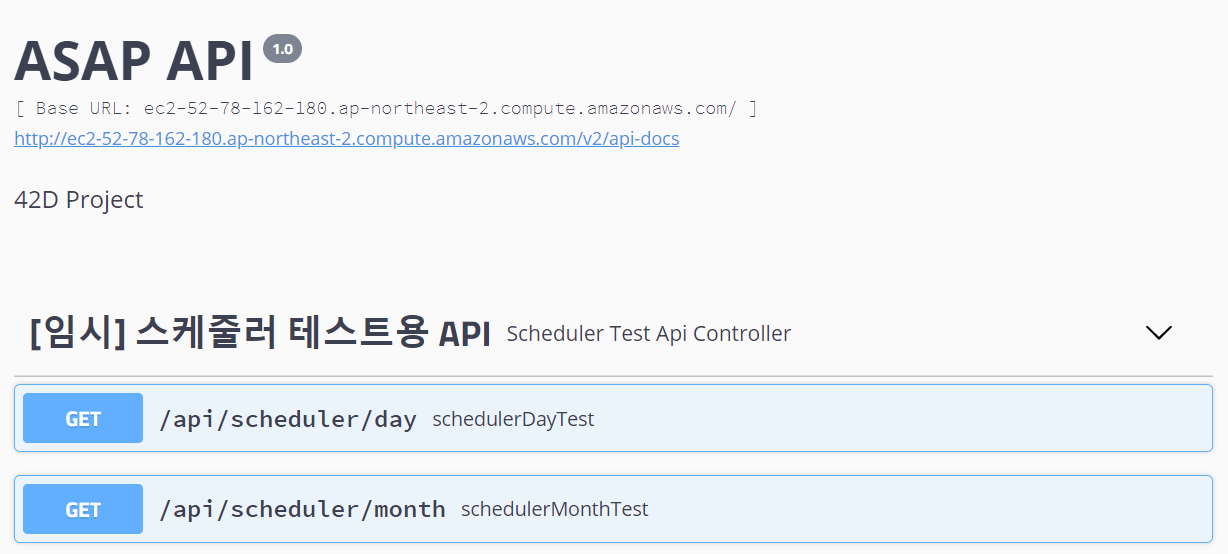 ASAP API 1.0
[ Base URL: ec2-52-78-162-180.ap-northeast-2.compute.amazonaws.com/ ]
http://ec2-52-78-162-180.ap-northeast-2.compute.amazonaws.com/v2/api-docs
42D Project
[임시] 스케줄러 테스트용 API Scheduler Test Api Controller
GET /api/scheduler/day schedulerDayTest
GET /api/scheduler/month schedulerMonthTest